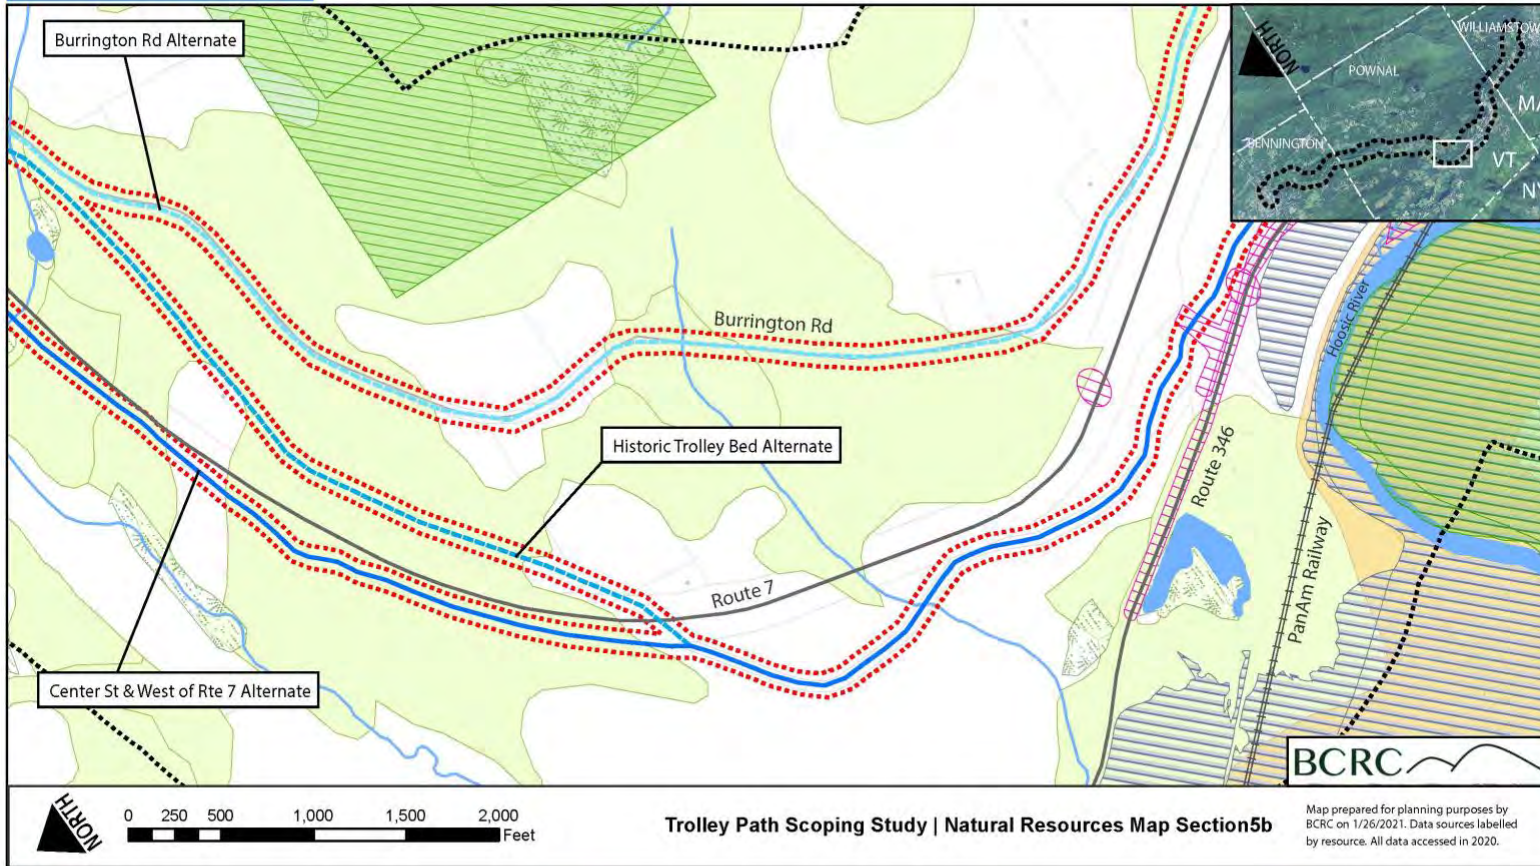 Burrington Rd Alternate
WILLIAMSTOW
NORTH
POWNAL
MA
BENNINGTON
VT
N
Burrington Rd
Hoosic River
Historic Trolley Bed Alternate
Route 346
Route 7
PanAm Railway
Center St & West of Rte 7 Alternate
BCRC
NORTH
0 250 500 1,000 1,500 2,000
Feet
Trolley Path Scoping Study | Natural Resources Map Section5b
Map prepared for planning purposes by
BCRC on 1/26/2021. Data sources labelled
by resource. All data accessed in 2020.